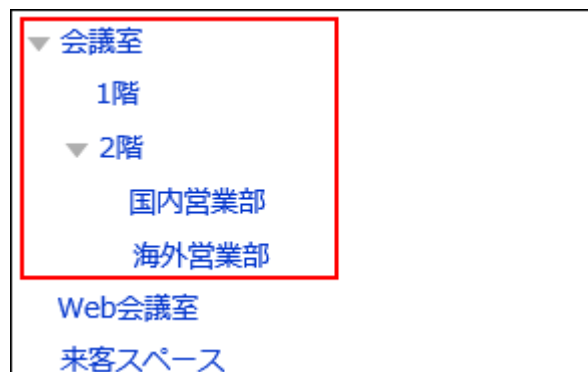 会議室
1階
2階
国内営業部
海外営業部
Web会議室
来客スペース